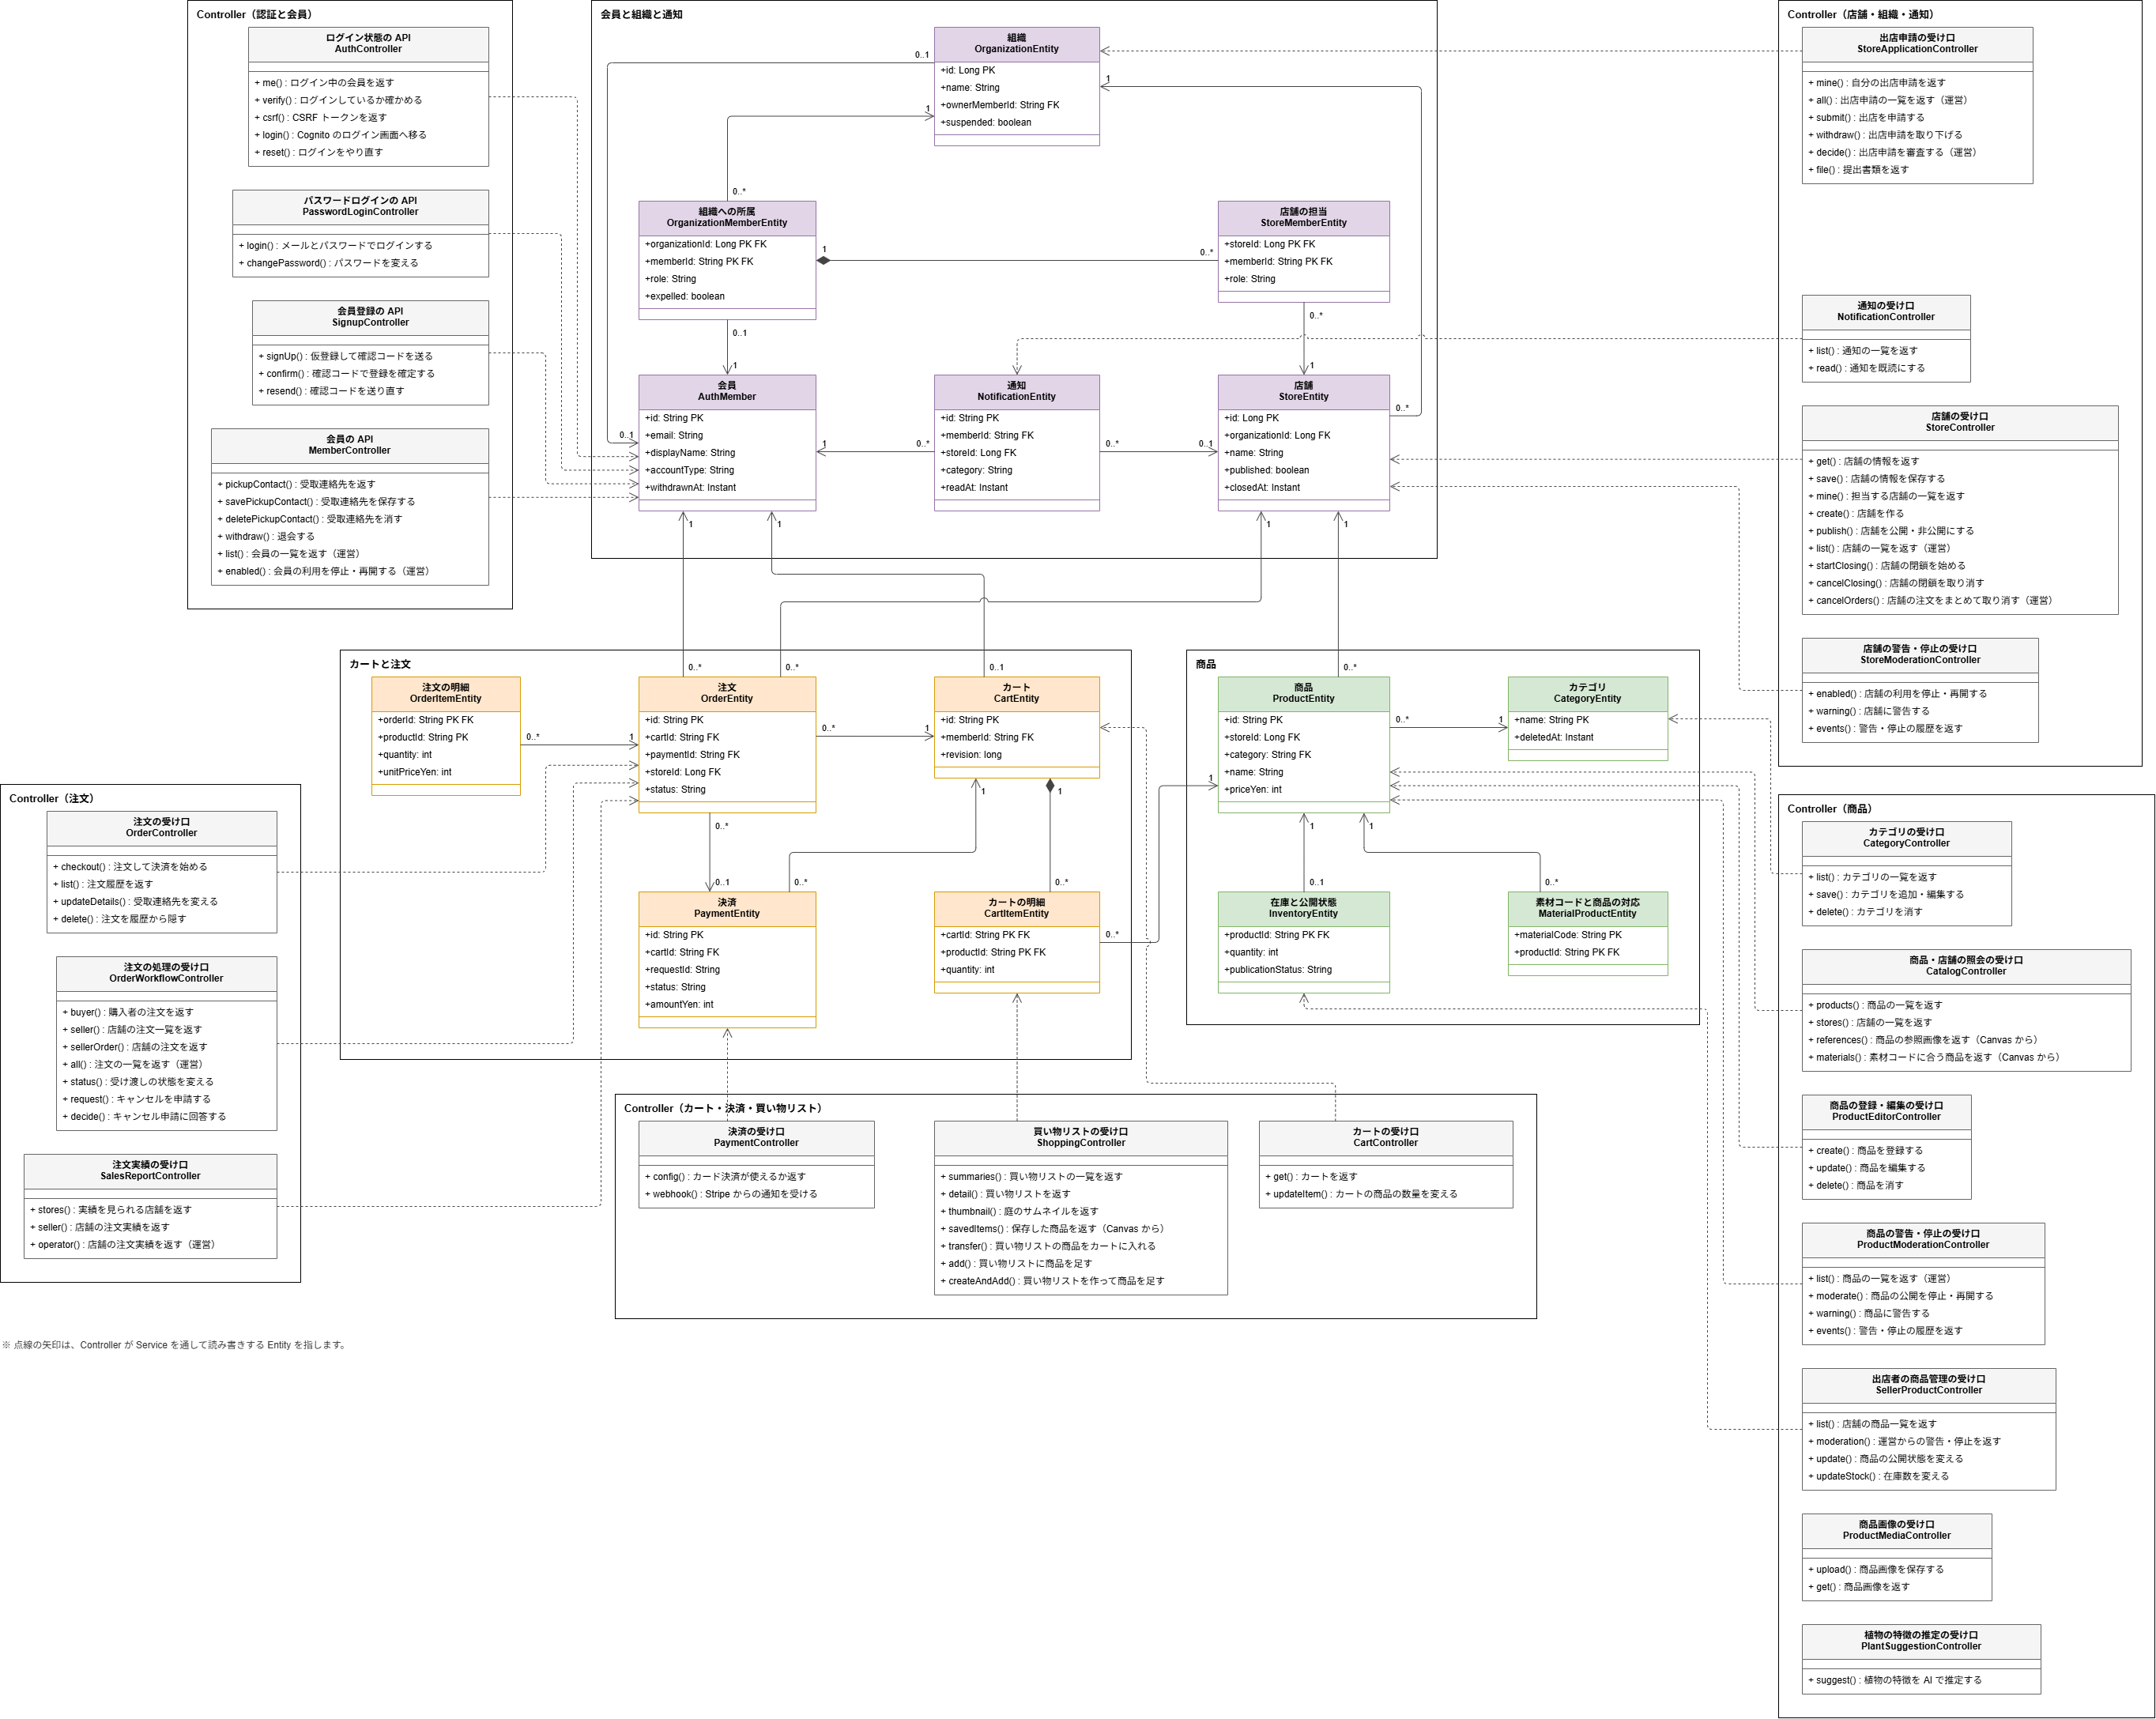 Controller（認証と会員）
ログイン状態の API
AuthController
+ me() : ログイン中の会員を返す
+ verify() : ログインしているか確かめる
+ csrf() : CSRF トークンを返す
+ login() : Cognito のログイン画面へ移る
+ reset() : ログインをやり直す
パスワードログインの API
PasswordLoginController
+ login() : メールとパスワードでログインする
+ changePassword() : パスワードを変える
会員登録の API
SignupController
+ signUp() : 仮登録して確認コードを送る
+ confirm() : 確認コードで登録を確定する
+ resend() : 確認コードを送り直す
会員の API
MemberController
+ pickupContact() : 受取連絡先を返す
+ savePickupContact() : 受取連絡先を保存する
+ deletePickupContact() : 受取連絡先を消す
+ withdraw() : 退会する
+ list() : 会員の一覧を返す（運営）
+ enabled() : 会員の利用を停止・再開する（運営）
会員と組織と通知
組織
OrganizationEntity
+id: Long PK
+name: String
+ownerMemberId: String FK
+suspended: boolean
0..1
1
1
0..*
組織への所属
OrganizationMemberEntity
+organizationId: Long PK FK
+memberId: String PK FK
+role: String
+expelled: boolean
1
0..*
店舗の担当
StoreMemberEntity
+storeId: Long PK FK
+memberId: String PK FK
+role: String
0..1
1
0..*
1
会員
AuthMember
+id: String PK
+email: String
+displayName: String
+accountType: String
+withdrawnAt: Instant
0..1
1
0..*
通知
NotificationEntity
+id: String PK
+memberId: String FK
+storeId: Long FK
+category: String
+readAt: Instant
0..*
0..1
店舗
StoreEntity
+id: Long PK
+organizationId: Long FK
+name: String
+published: boolean
+closedAt: Instant
0..*
1
1
1
1
Controller（店舗・組織・通知）
出店申請の受け口
StoreApplicationController
+ mine() : 自分の出店申請を返す
+ all() : 出店申請の一覧を返す（運営）
+ submit() : 出店を申請する
+ withdraw() : 出店申請を取り下げる
+ decide() : 出店申請を審査する（運営）
+ file() : 提出書類を返す
通知の受け口
NotificationController
+ list() : 通知の一覧を返す
+ read() : 通知を既読にする
店舗の受け口
StoreController
+ get() : 店舗の情報を返す
+ save() : 店舗の情報を保存する
+ mine() : 担当する店舗の一覧を返す
+ create() : 店舗を作る
+ publish() : 店舗を公開・非公開にする
+ list() : 店舗の一覧を返す（運営）
+ startClosing() : 店舗の閉鎖を始める
+ cancelClosing() : 店舗の閉鎖を取り消す
+ cancelOrders() : 店舗の注文をまとめて取り消す（運営）
店舗の警告・停止の受け口
StoreModerationController
+ enabled() : 店舗の利用を停止・再開する
+ warning() : 店舗に警告する
+ events() : 警告・停止の履歴を返す
カートと注文
0..*
0..*
0..1
注文の明細
OrderItemEntity
+orderId: String PK FK
+productId: String PK
+quantity: int
+unitPriceYen: int
0..*
1
注文
OrderEntity
+id: String PK
+cartId: String FK
+paymentId: String FK
+storeId: Long FK
+status: String
0..*
1
カート
CartEntity
+id: String PK
+memberId: String FK
+revision: long
1
1
0..*
0..1
0..*
0..*
決済
PaymentEntity
+id: String PK
+cartId: String FK
+requestId: String
+status: String
+amountYen: int
カートの明細
CartItemEntity
+cartId: String PK FK
+productId: String PK FK
+quantity: int
0..*
1
商品
0..*
商品
ProductEntity
+id: String PK
+storeId: Long FK
+category: String FK
+name: String
+priceYen: int
0..*
1
カテゴリ
CategoryEntity
+name: String PK
+deletedAt: Instant
1
1
0..1
0..*
在庫と公開状態
InventoryEntity
+productId: String PK FK
+quantity: int
+publicationStatus: String
素材コードと商品の対応
MaterialProductEntity
+materialCode: String PK
+productId: String PK FK
Controller（注文）
注文の受け口
OrderController
+ checkout() : 注文して決済を始める
+ list() : 注文履歴を返す
+ updateDetails() : 受取連絡先を変える
+ delete() : 注文を履歴から隠す
注文の処理の受け口
OrderWorkflowController
+ buyer() : 購入者の注文を返す
+ seller() : 店舗の注文一覧を返す
+ sellerOrder() : 店舗の注文を返す
+ all() : 注文の一覧を返す（運営）
+ status() : 受け渡しの状態を変える
+ request() : キャンセルを申請する
+ decide() : キャンセル申請に回答する
注文実績の受け口
SalesReportController
+ stores() : 実績を見られる店舗を返す
+ seller() : 店舗の注文実績を返す
+ operator() : 店舗の注文実績を返す（運営）
Controller（カート・決済・買い物リスト）
決済の受け口
PaymentController
+ config() : カード決済が使えるか返す
+ webhook() : Stripe からの通知を受ける
買い物リストの受け口
ShoppingController
+ summaries() : 買い物リストの一覧を返す
+ detail() : 買い物リストを返す
+ thumbnail() : 庭のサムネイルを返す
+ savedItems() : 保存した商品を返す（Canvas から）
+ transfer() : 買い物リストの商品をカートに入れる
+ add() : 買い物リストに商品を足す
+ createAndAdd() : 買い物リストを作って商品を足す
カートの受け口
CartController
+ get() : カートを返す
+ updateItem() : カートの商品の数量を変える
Controller（商品）
カテゴリの受け口
CategoryController
+ list() : カテゴリの一覧を返す
+ save() : カテゴリを追加・編集する
+ delete() : カテゴリを消す
商品・店舗の照会の受け口
CatalogController
+ products() : 商品の一覧を返す
+ stores() : 店舗の一覧を返す
+ references() : 商品の参照画像を返す（Canvas から）
+ materials() : 素材コードに合う商品を返す（Canvas から）
商品の登録・編集の受け口
ProductEditorController
+ create() : 商品を登録する
+ update() : 商品を編集する
+ delete() : 商品を消す
商品の警告・停止の受け口
ProductModerationController
+ list() : 商品の一覧を返す（運営）
+ moderate() : 商品の公開を停止・再開する
+ warning() : 商品に警告する
+ events() : 警告・停止の履歴を返す
出店者の商品管理の受け口
SellerProductController
+ list() : 店舗の商品一覧を返す
+ moderation() : 運営からの警告・停止を返す
+ update() : 商品の公開状態を変える
+ updateStock() : 在庫数を変える
商品画像の受け口
ProductMediaController
+ upload() : 商品画像を保存する
+ get() : 商品画像を返す
植物の特徴の推定の受け口
PlantSuggestionController
+ suggest() : 植物の特徴を AI で推定する
※ 点線の矢印は、Controller が Service を通して読み書きする Entity を指します。